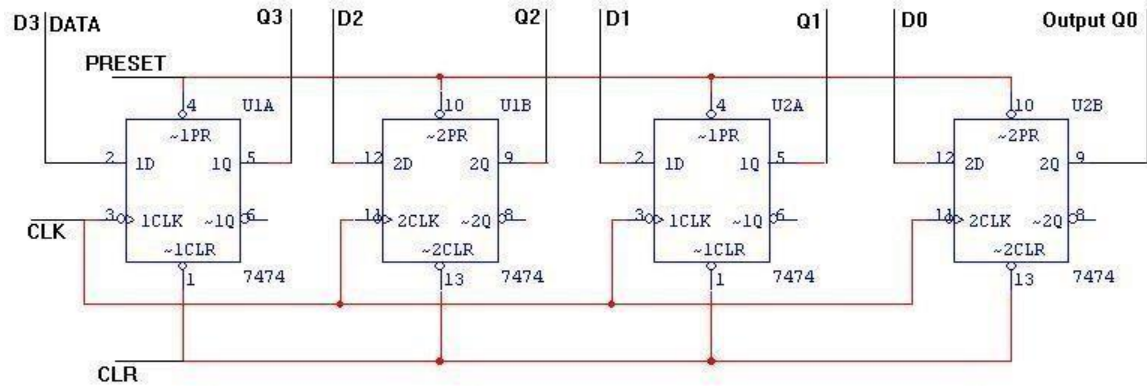 D3 DATA Q3 D2 Q2 D1 Q1 D0 Output Q0
PRESET
4 U1A 10 U1B 4 U2A 10 U2B
~1PR ~2PR ~1PR ~2PR
2 1D 1Q 5 12 2D 2Q 9 2 1D 1Q 5 12 2D 2Q 9
3 1CLK ~1Q 6 11 2CLK ~2Q 8 3 1CLK ~1Q 6 11 2CLK ~2Q 8
CLK
~1CLR ~2CLR ~1CLR ~2CLR
1 7474 13 7474 1 7474 13 7474
CLR